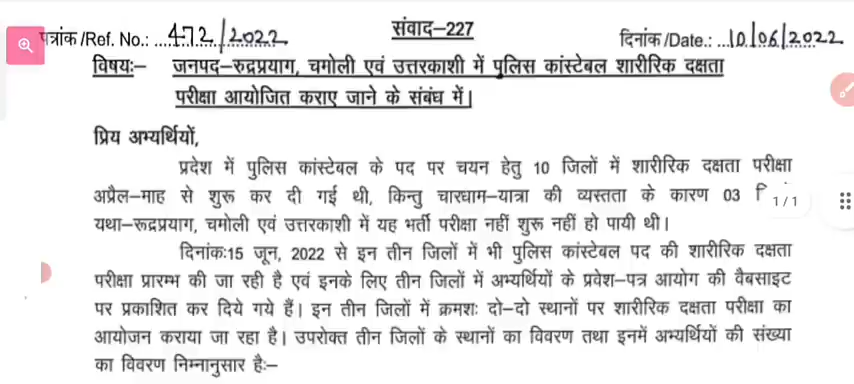 पत्रांक/Ref. No.: ....472/2022.......
संवाद–227
दिनांक/Date.: ...10/06/2022
विषयः– जनपद–रुद्रप्रयाग, चमोली एवं उत्तरकाशी में पुलिस कांस्टेबल शारीरिक दक्षता
परीक्षा आयोजित कराए जाने के संबंध में।
प्रिय अभ्यर्थियों,
प्रदेश में पुलिस कांस्टेबल के पद पर चयन हेतु 10 जिलों में शारीरिक दक्षता परीक्षा
अप्रैल–माह से शुरू कर दी गई थी, किन्तु चारधाम–यात्रा की व्यस्तता के कारण 03
1/1
यथा–रूद्रप्रयाग, चमोली एवं उत्तरकाशी में यह भर्ती परीक्षा नहीं शुरू नहीं हो पायी थी।
दिनांकः15 जून, 2022 से इन तीन जिलों में भी पुलिस कांस्टेबल पद की शारीरिक दक्षता
परीक्षा प्रारम्भ की जा रही है एवं इनके लिए तीन जिलों में अभ्यर्थियों के प्रवेश–पत्र आयोग की वैबसाइट
पर प्रकाशित कर दिये गये हैं। इन तीन जिलों में क्रमशः दो–दो स्थानों पर शारीरिक दक्षता परीक्षा का
आयोजन कराया जा रहा है। उपरोक्त तीन जिलों के स्थानों का विवरण तथा इनमें अभ्यर्थियों की संख्या
का विवरण निम्नानुसार हैः–